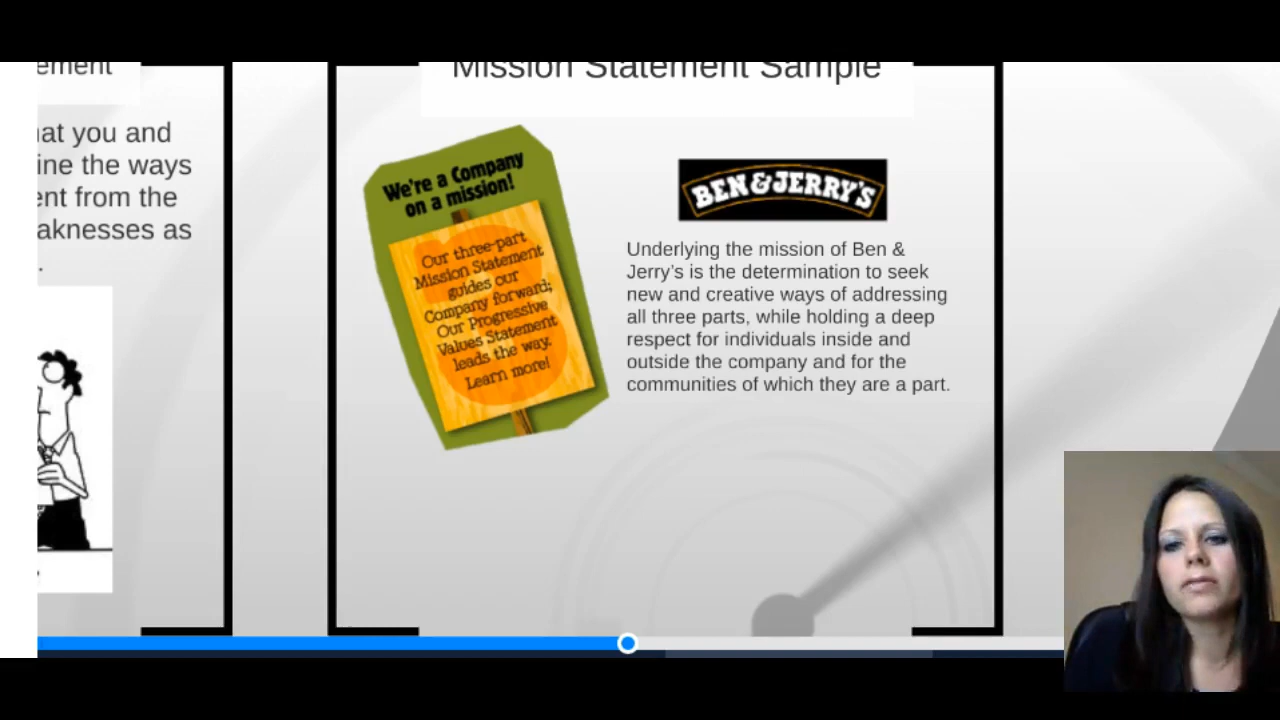 ement
Mission Statement Sample
hat you and
ine the ways
ent from the
aknesses as
.
We're a Company
on a mission!
Our three-part
Mission Statement
guides our
Company forward;
Our Progressive
Values Statement
leads the way.
Learn more!
BEN & JERRY'S
Underlying the mission of Ben &
Jerry's is the determination to seek
new and creative ways of addressing
all three parts, while holding a deep
respect for individuals inside and
outside the company and for the
communities of which they are a part.